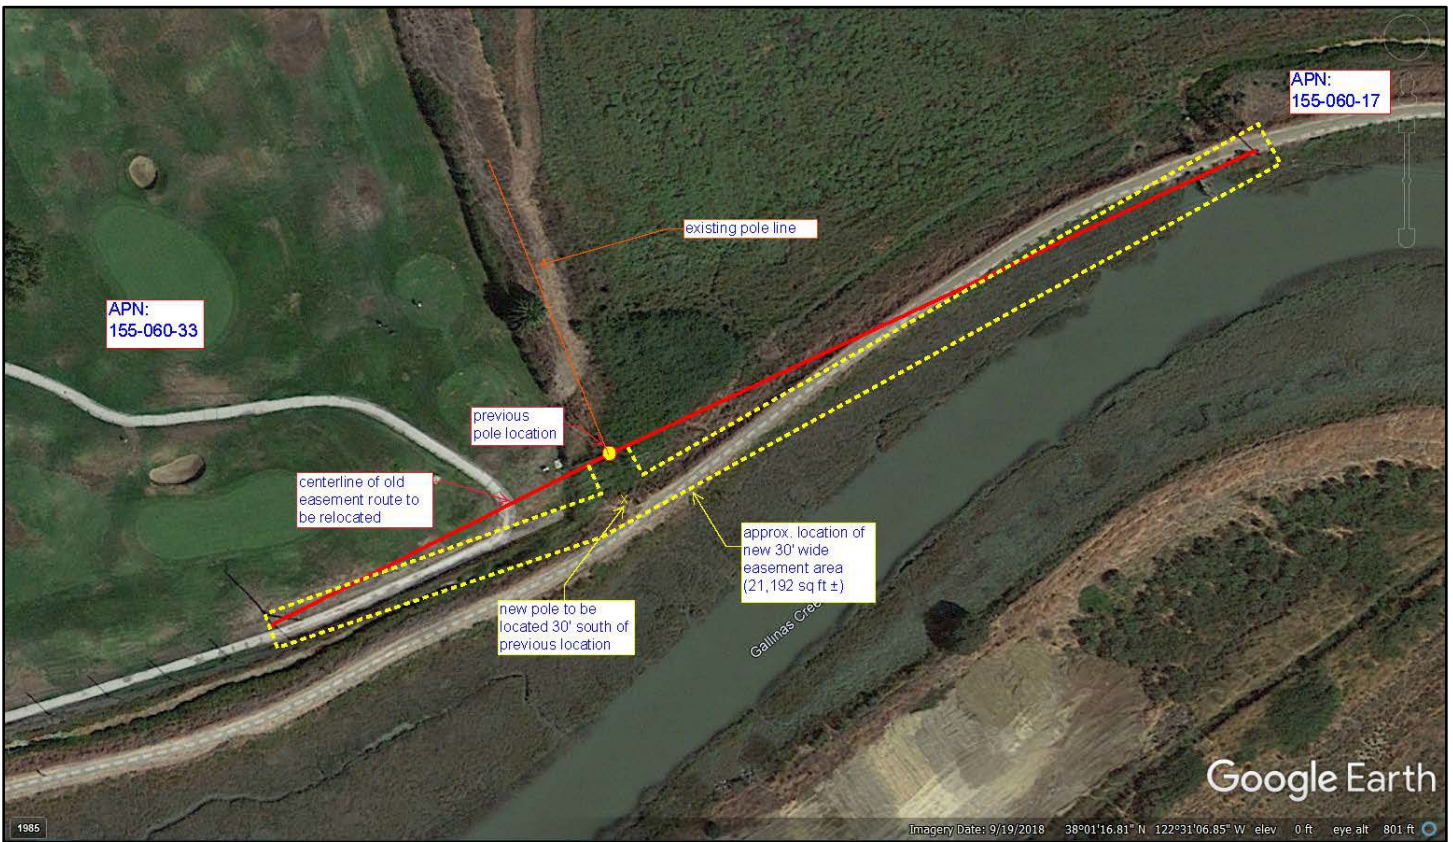 APN:
155-060-17
existing pole line
APN:
155-060-33
previous
pole location
centerline of old
easement route to
be relocated
approx. location of
new 30' wide
easement area
(21,192 sq ft ±)
new pole to be
located 30' south of
previous location
Gallinas Cree
Google Earth
1985
Imagery Date: 9/19/2018 38°01'16.81" N 122°31'06.85" W elev 0 ft eye alt 801 ft